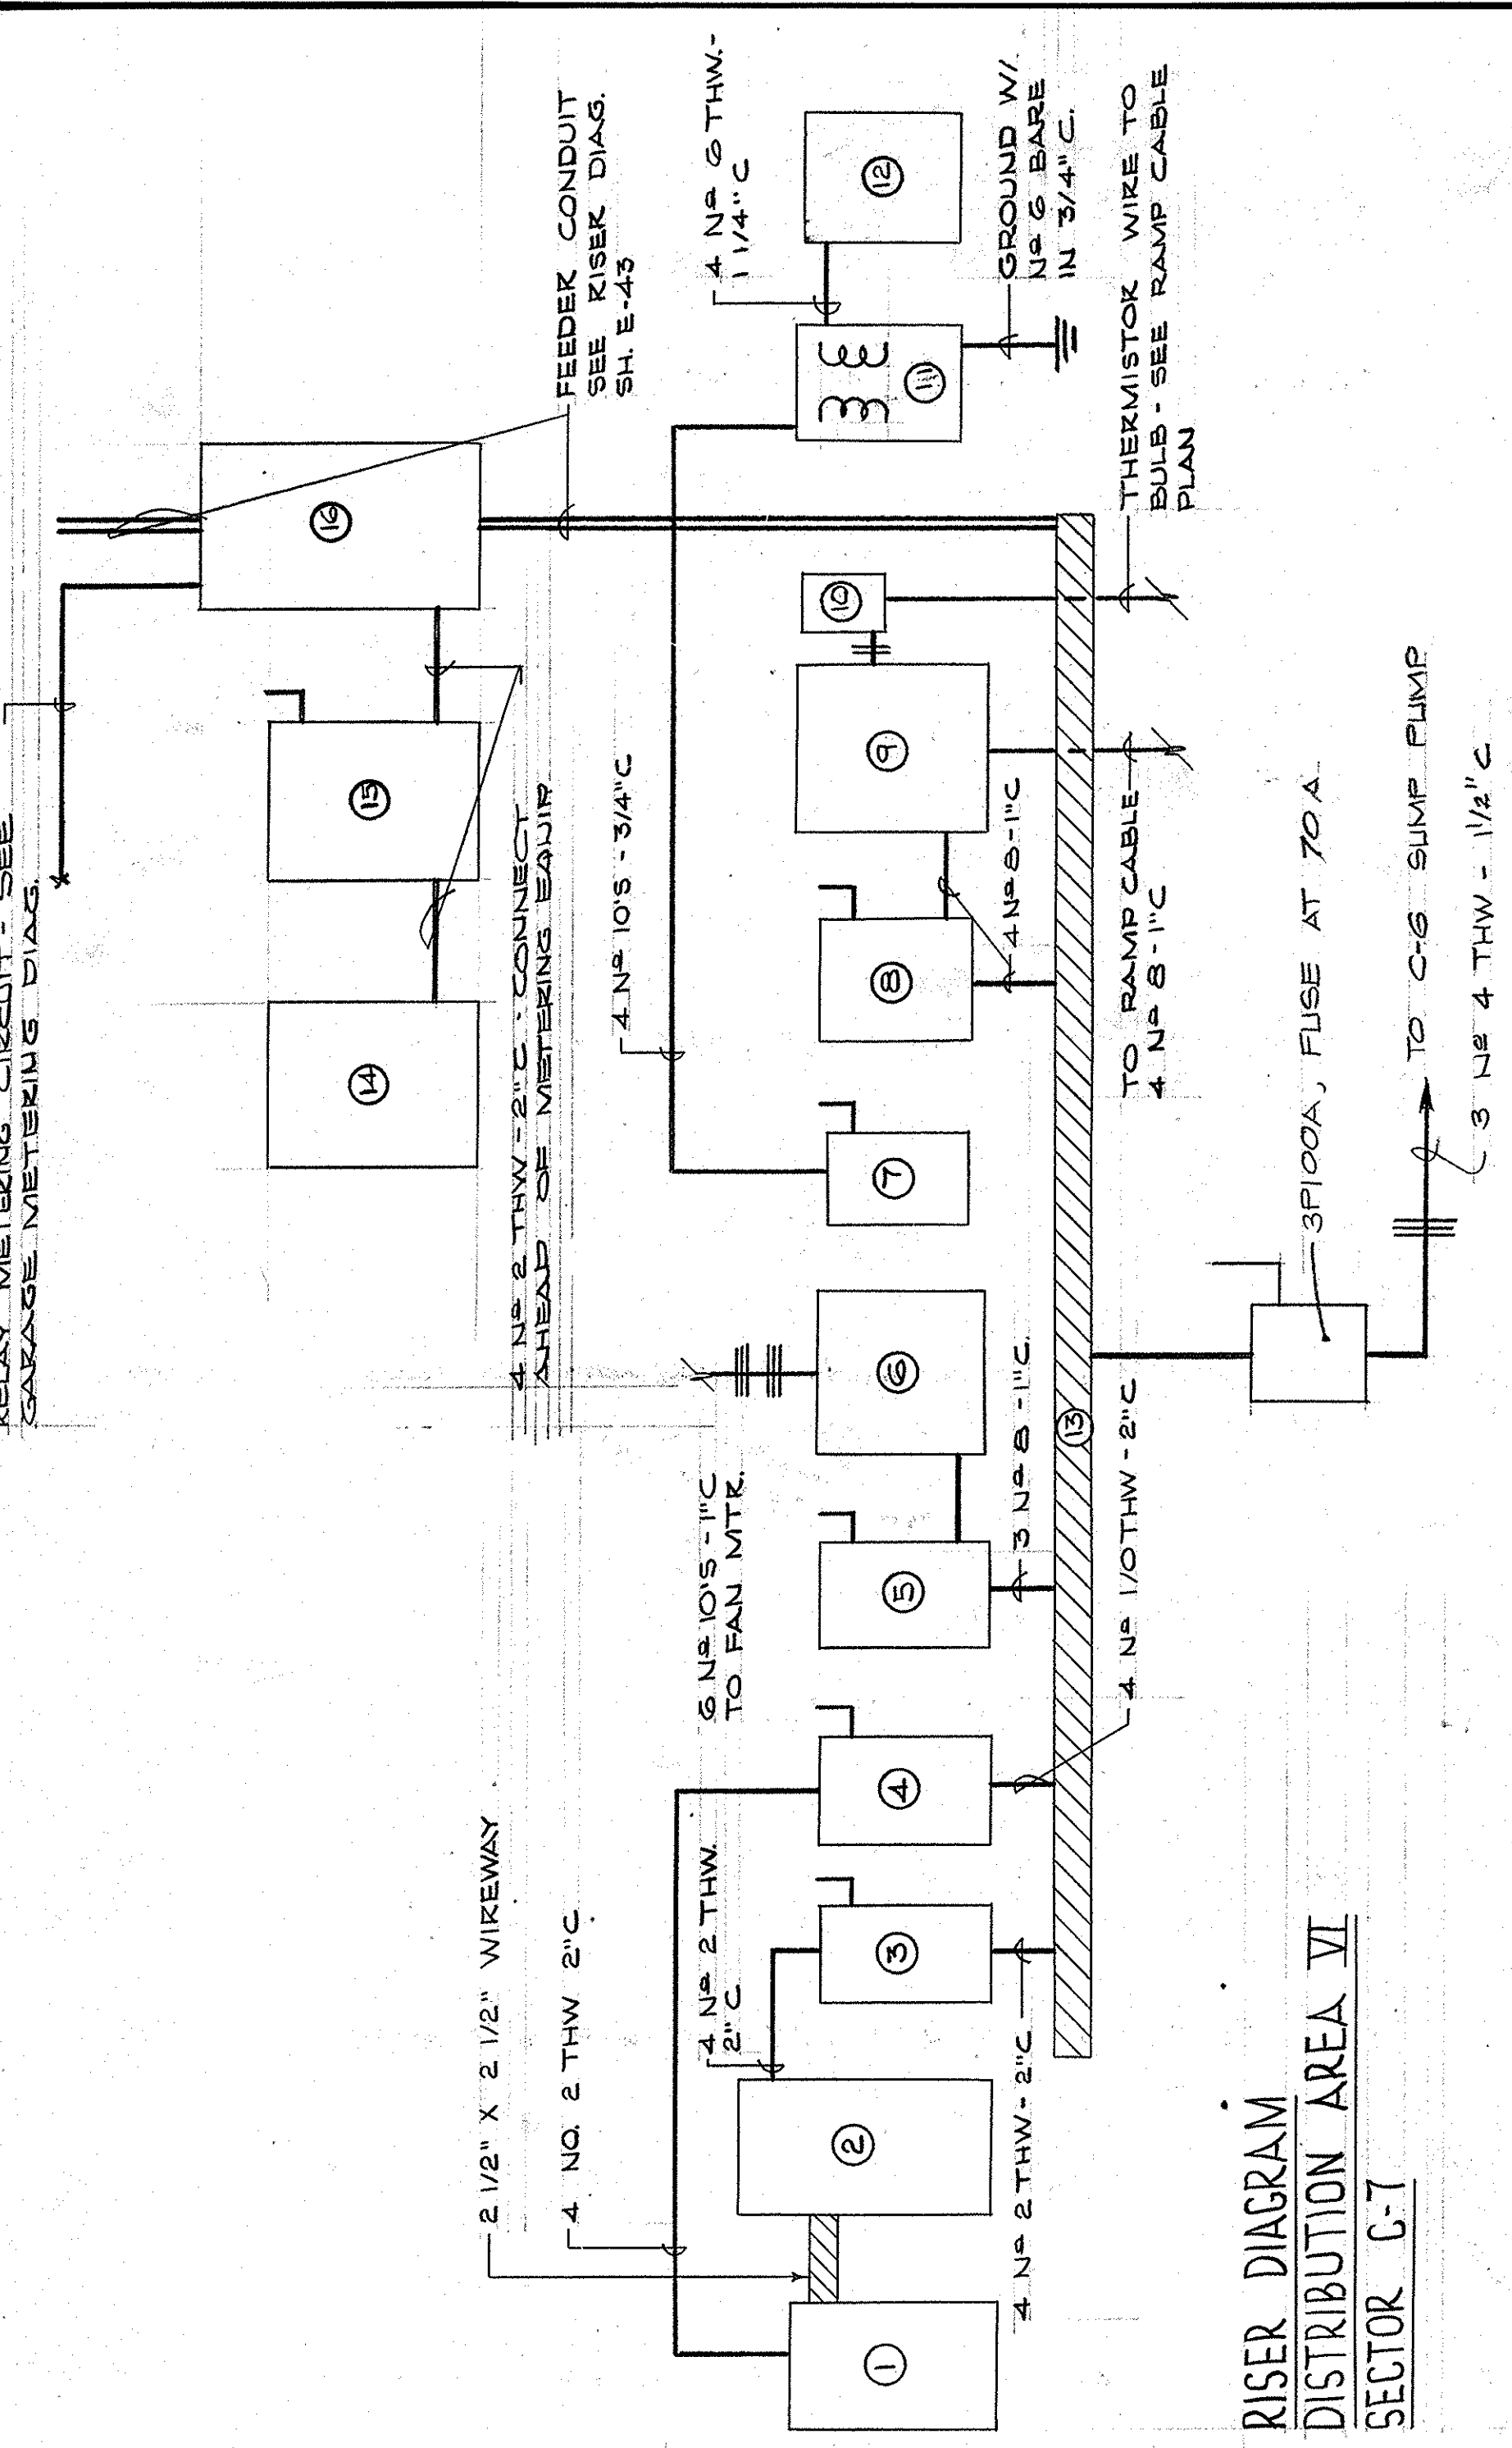 RELAY METERING CIRCUIT - SEE
GARAGE METERING DIAG.
FEEDER CONDUIT
SEE RISER DIAG.
SH. E-43
16
15
14
4 Nº 2 THW - 2"C - CONNECT
AHEAD OF METERING EQUIP
4 Nº 6 THW. -
1 1/4" C
12
11
GROUND W/
Nº 6 BARE
IN 3/4" C.
4 Nº 10'S - 3/4"C
THERMISTOR WIRE TO
BULB - SEE RAMP CABLE
PLAN
10
9
8
7
4 Nº 8 - 1"C
TO RAMP CABLE
4 Nº 8 - 1"C
6 Nº 10'S - 1"C
TO FAN MTR.
6
5
3 Nº 8 - 1"C.
13
4 Nº 1/0 THW - 2"C
3P100A, FUSE AT 70A
TO C-6 SUMP PUMP
3 Nº 4 THW - 1 1/2" C
2 1/2" X 2 1/2" WIREWAY
4 NO. 2 THW 2"C
4 Nº 2 THW.
2" C
4
3
2
1
4 Nº 2 THW - 2"C
RISER DIAGRAM
DISTRIBUTION AREA VI
SECTOR C-7